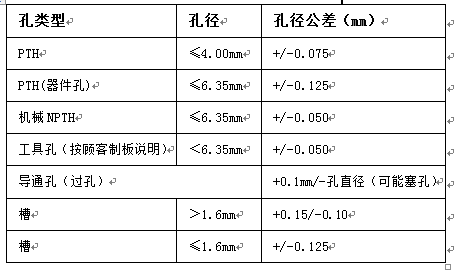 孔类型 孔径 孔径公差（mm）
PTH ≤4.00mm +/-0.075
PTH(器件孔) ≤6.35mm +/-0.125
机械NPTH ≤6.35mm +/-0.050
工具孔（按顾客制板说明） <6.35mm +/-0.050
导通孔（过孔） +0.1mm/-孔直径（可能塞孔）
槽 >1.6mm +0.15/-0.10
槽 ≤1.6mm +/-0.125